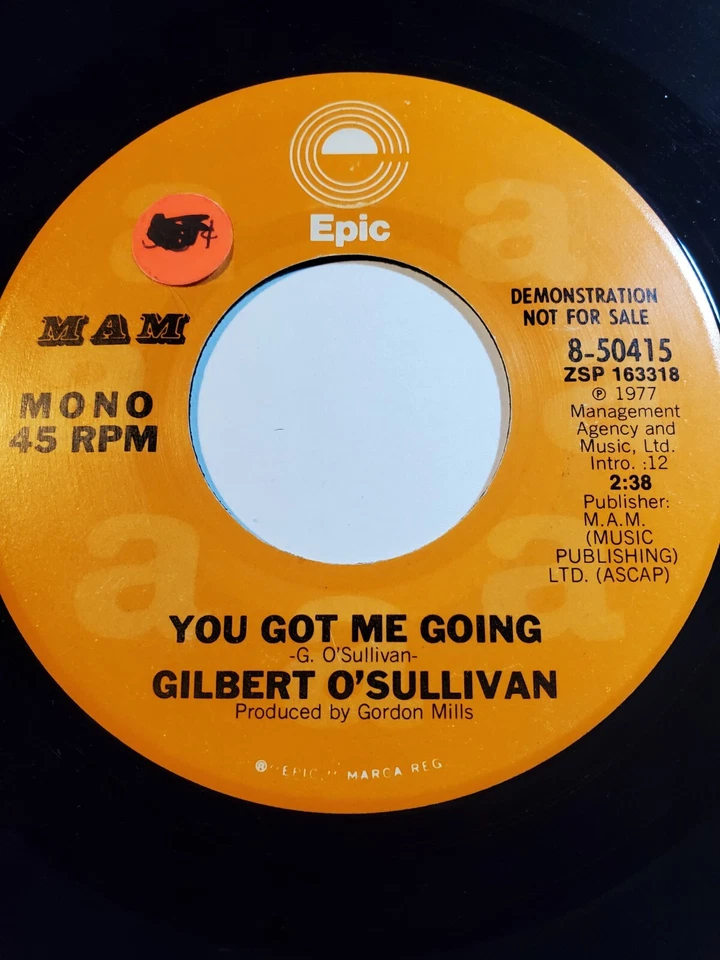 Epic
MAM
MONO
45 RPM
DEMONSTRATION
NOT FOR SALE
8-50415
ZSP 163318
℗ 1977
Management
Agency and
Music, Ltd.
Intro. :12
2:38
Publisher:
M.A.M.
(MUSIC
PUBLISHING)
LTD. (ASCAP)
YOU GOT ME GOING
-G. O'Sullivan-
GILBERT O'SULLIVAN
Produced by Gordon Mills
® "EPIC," MARCA REG.
a
a
a
a
a